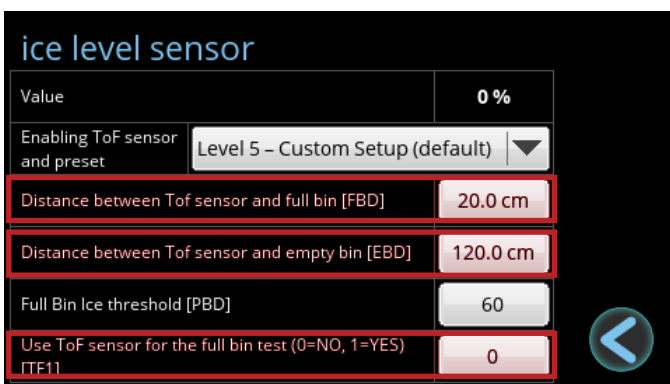 ice level sensor
Value
0 %
Enabling ToF sensor
and preset
Level 5 – Custom Setup (default)
Distance between Tof sensor and full bin [FBD]
20.0 cm
Distance between Tof sensor and empty bin [EBD]
120.0 cm
Full Bin Ice threshold [PBD]
60
Use ToF sensor for the full bin test (0=NO, 1=YES)
[TF1]
0